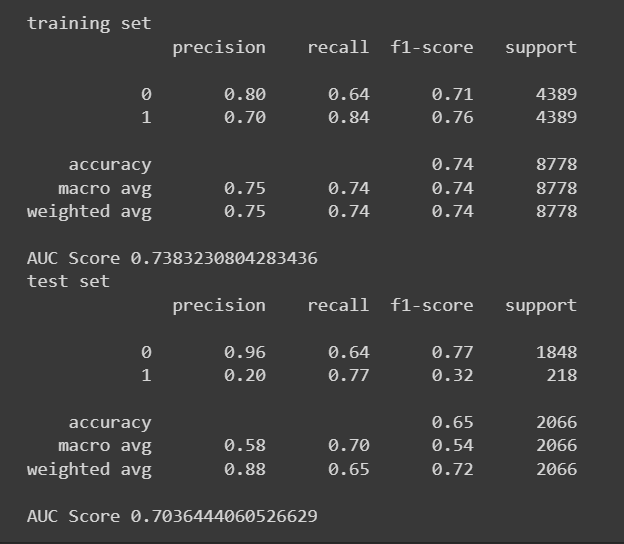 training set
precision recall f1-score support
0 0.80 0.64 0.71 4389
1 0.70 0.84 0.76 4389
accuracy 0.74 8778
macro avg 0.75 0.74 0.74 8778
weighted avg 0.75 0.74 0.74 8778
AUC Score 0.7383230804283436
test set
precision recall f1-score support
0 0.96 0.64 0.77 1848
1 0.20 0.77 0.32 218
accuracy 0.65 2066
macro avg 0.58 0.70 0.54 2066
weighted avg 0.88 0.65 0.72 2066
AUC Score 0.7036444060526629